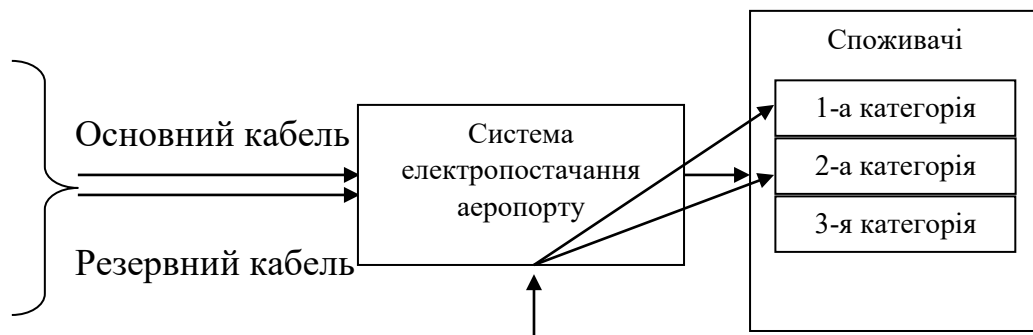 Споживачі
1-а категорія
Основний кабель
Система
електропостачання
аеропорту
2-а категорія
3-я категорія
Резервний кабель